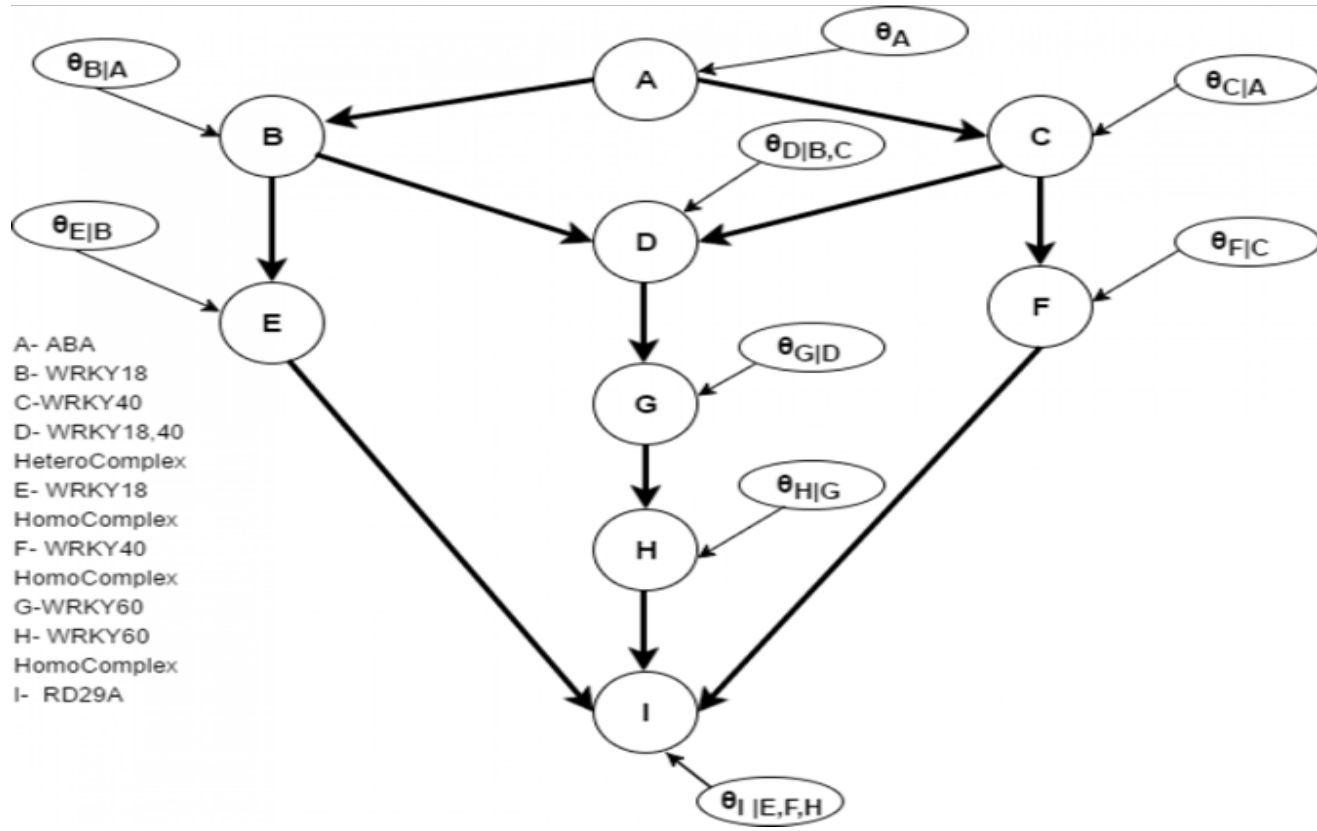 θA
θB|A
A
θC|A
B
C
θD|B,C
θE|B
D
θF|C
E
F
A- ABA
B- WRKY18
C-WRKY40
D- WRKY18,40
HeteroComplex
E- WRKY18
HomoComplex
F- WRKY40
HomoComplex
G-WRKY60
H- WRKY60
HomoComplex
I- RD29A
θG|D
G
θH|G
H
I
θI |E,F,H